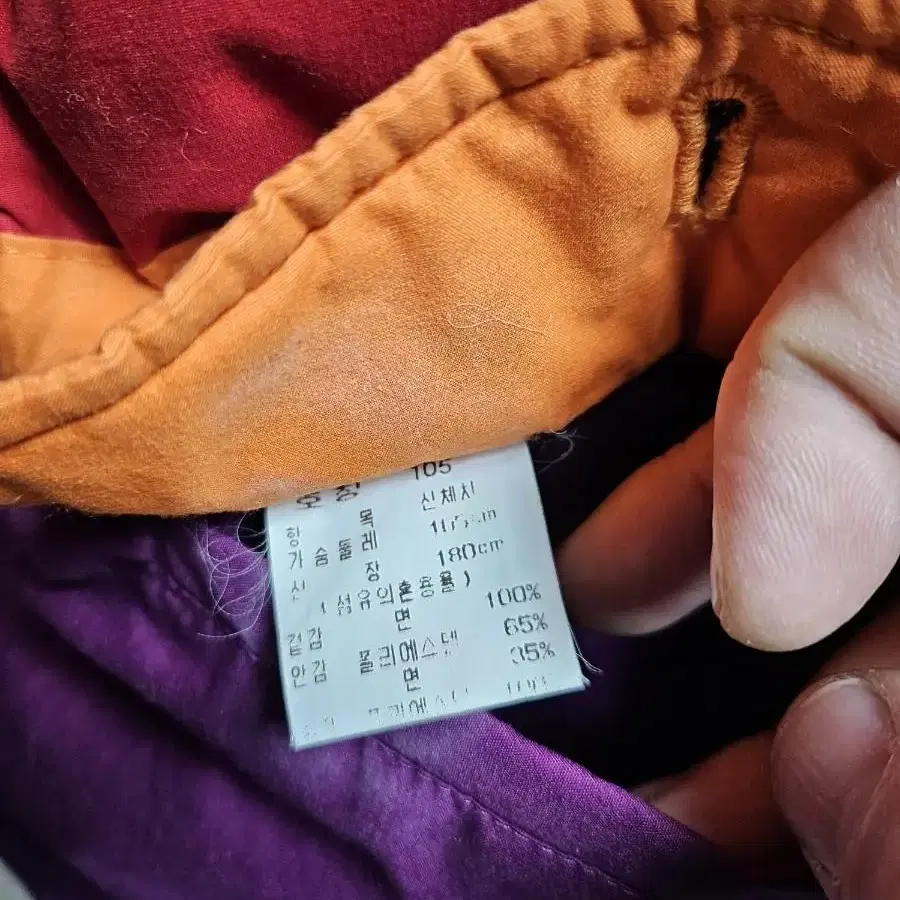 호칭 105
항목 신체치
가슴둘레 105cm
신장 180cm
(섬유의혼용률)
겉감 면 100%
안감 폴리에스텔 65%
면 35%